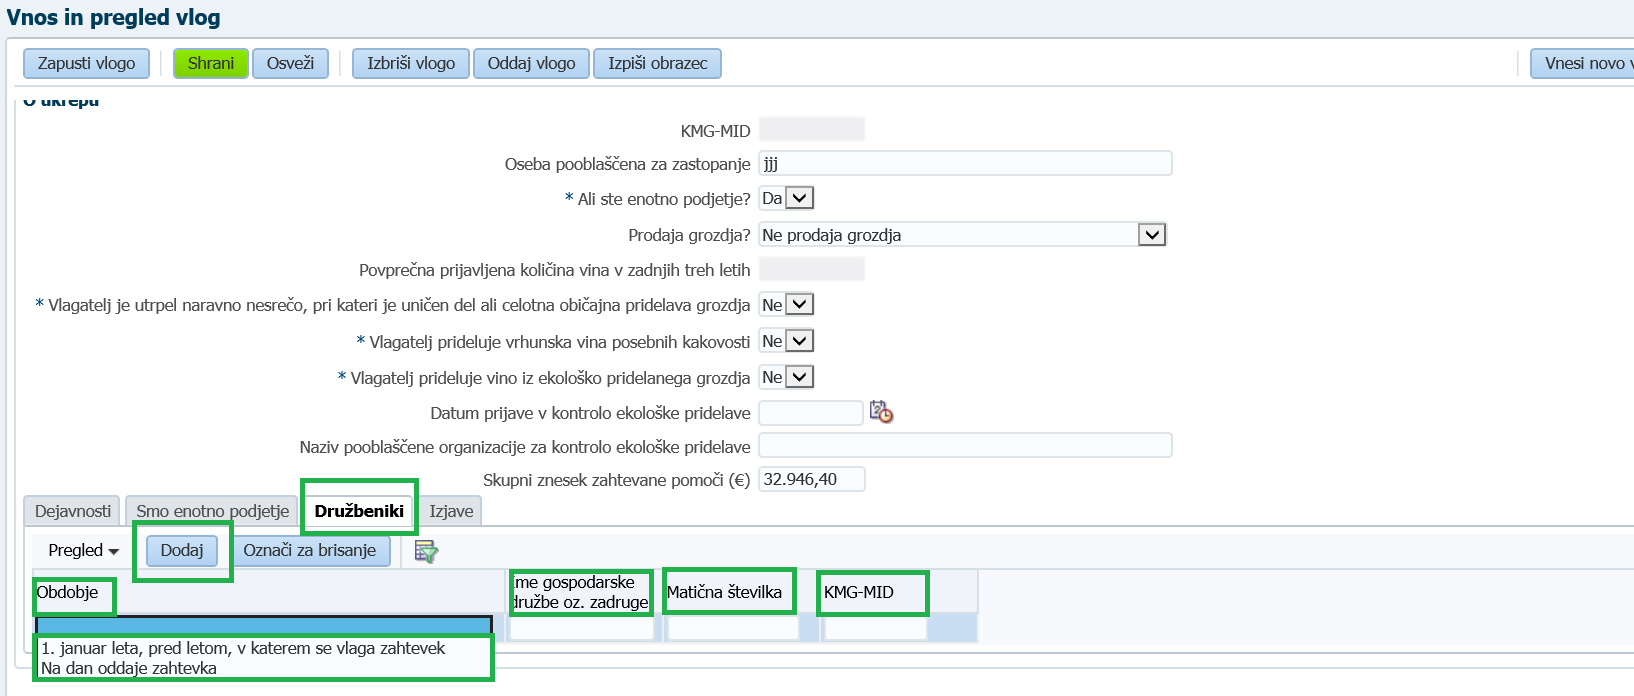 Vnos in pregled vlog
Zapusti vlogo Shrani Osveži Izbriši vlogo Oddaj vlogo Izpiši obrazec Vnesi novo
O ukrepu
KMG-MID
Oseba pooblaščena za zastopanje jjj
* Ali ste enotno podjetje? Da
Prodaja grozdja? Ne prodaja grozdja
Povprečna prijavljena količina vina v zadnjih treh letih
* Vlagatelj je utrpel naravno nesrečo, pri kateri je uničen del ali celotna običajna pridelava grozdja Ne
* Vlagatelj prideluje vrhunska vina posebnih kakovosti Ne
* Vlagatelj prideluje vino iz ekološko pridelanega grozdja Ne
Datum prijave v kontrolo ekološke pridelave
Naziv pooblaščene organizacije za kontrolo ekološke pridelave
Skupni znesek zahtevane pomoči (€) 32.946,40
Dejavnosti Smo enotno podjetje Družbeniki Izjave
Pregled Dodaj Označi za brisanje
Obdobje Ime gospodarske družbe oz. zadruge Matična številka KMG-MID
1. januar leta, pred letom, v katerem se vlaga zahtevek
Na dan oddaje zahtevka